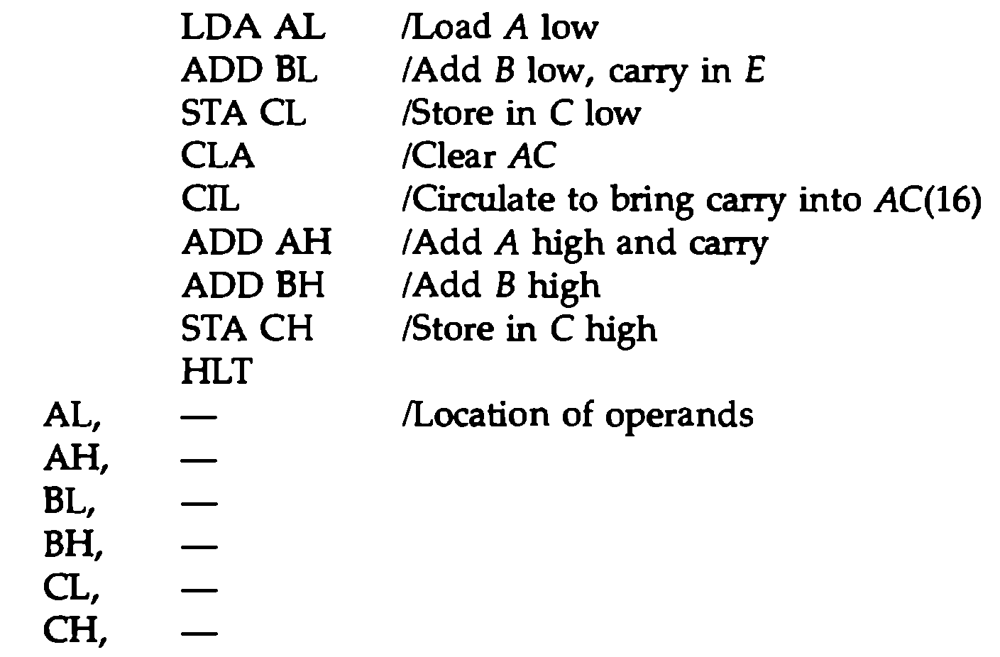 LDA AL /Load A low
ADD BL /Add B low, carry in E
STA CL /Store in C low
CLA /Clear AC
CIL /Circulate to bring carry into AC(16)
ADD AH /Add A high and carry
ADD BH /Add B high
STA CH /Store in C high
HLT
AL, — /Location of operands
AH, —
BL, —
BH, —
CL, —
CH, —